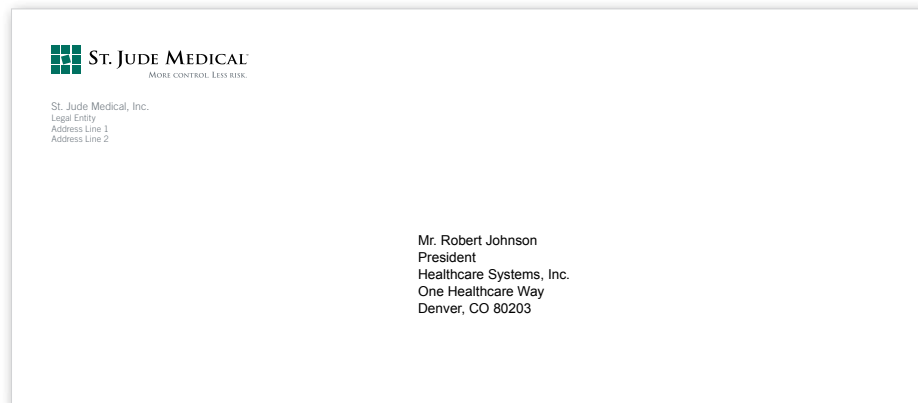 ST. JUDE MEDICAL™
MORE CONTROL. LESS RISK.
St. Jude Medical, Inc.
Legal Entity
Address Line 1
Address Line 2
Mr. Robert Johnson
President
Healthcare Systems, Inc.
One Healthcare Way
Denver, CO 80203